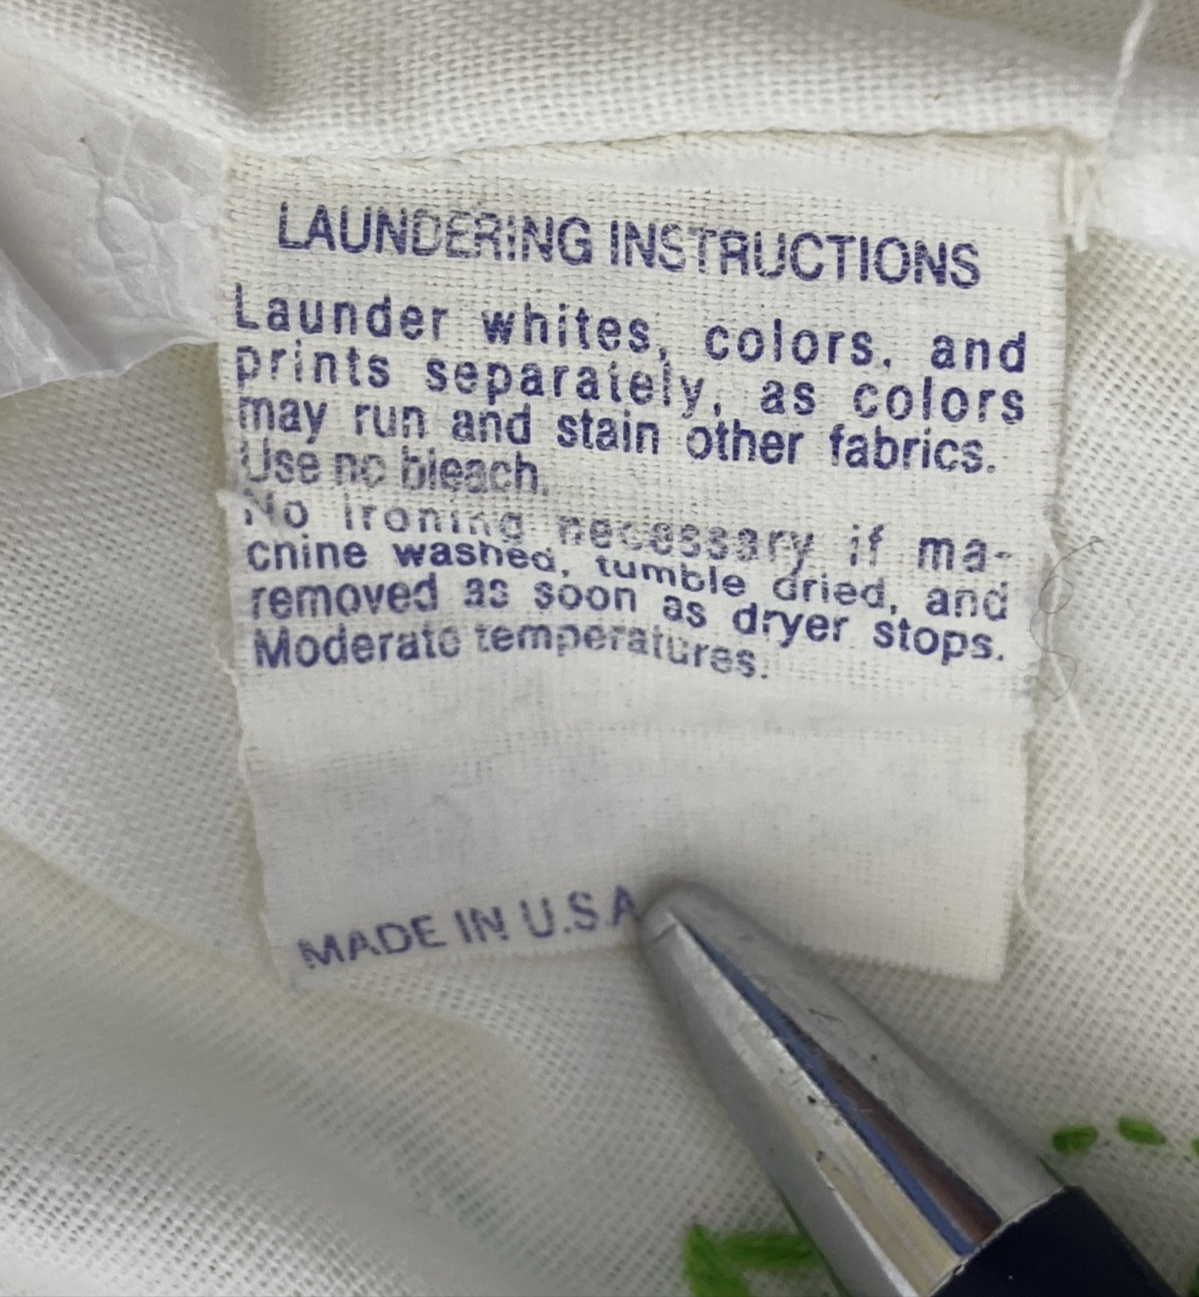 LAUNDERING INSTRUCTIONS
Launder whites, colors, and
prints separately, as colors
may run and stain other fabrics.
Use no bleach.
No ironing necessary if ma-
chine washed, tumble dried, and
removed as soon as dryer stops.
Moderate temperatures.
MADE IN U.S.A